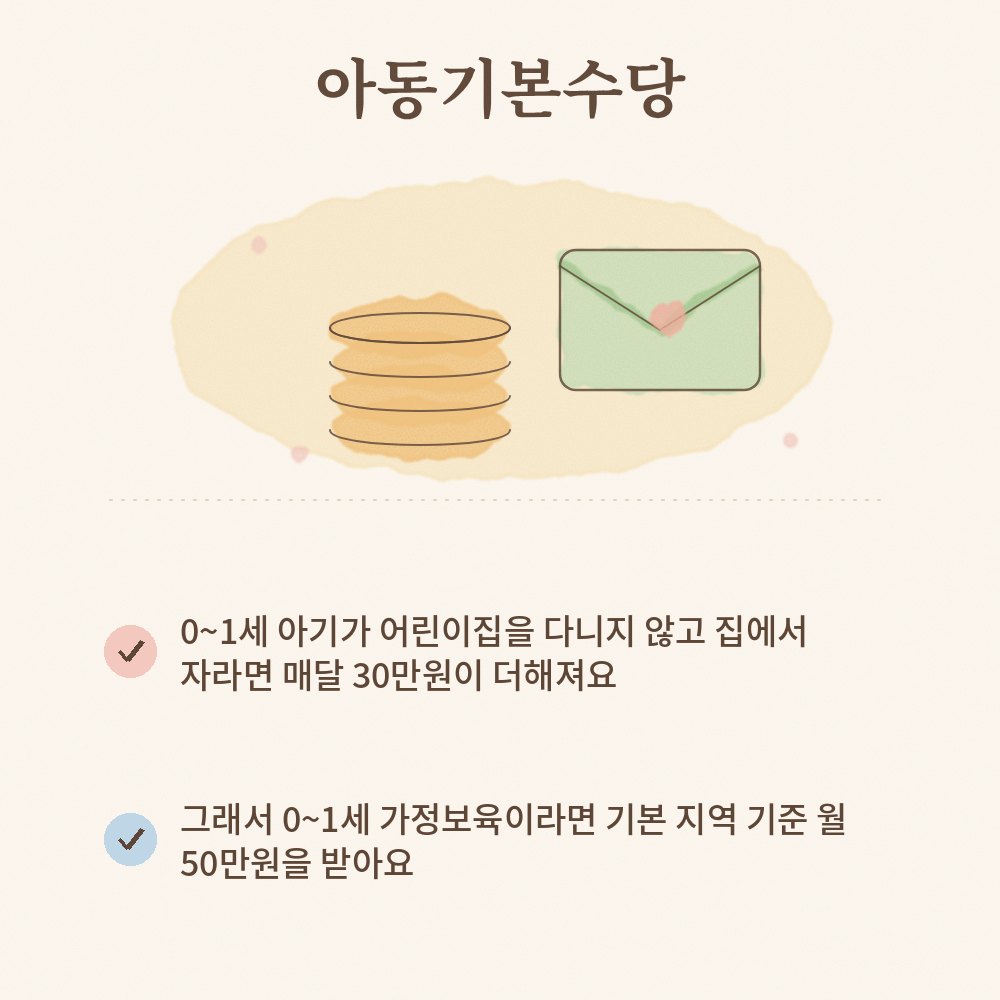 아동기본수당
0~1세 아기가 어린이집을 다니지 않고 집에서
자라면 매달 30만원이 더해져요
그래서 0~1세 가정보육이라면 기본 지역 기준 월
50만원을 받아요